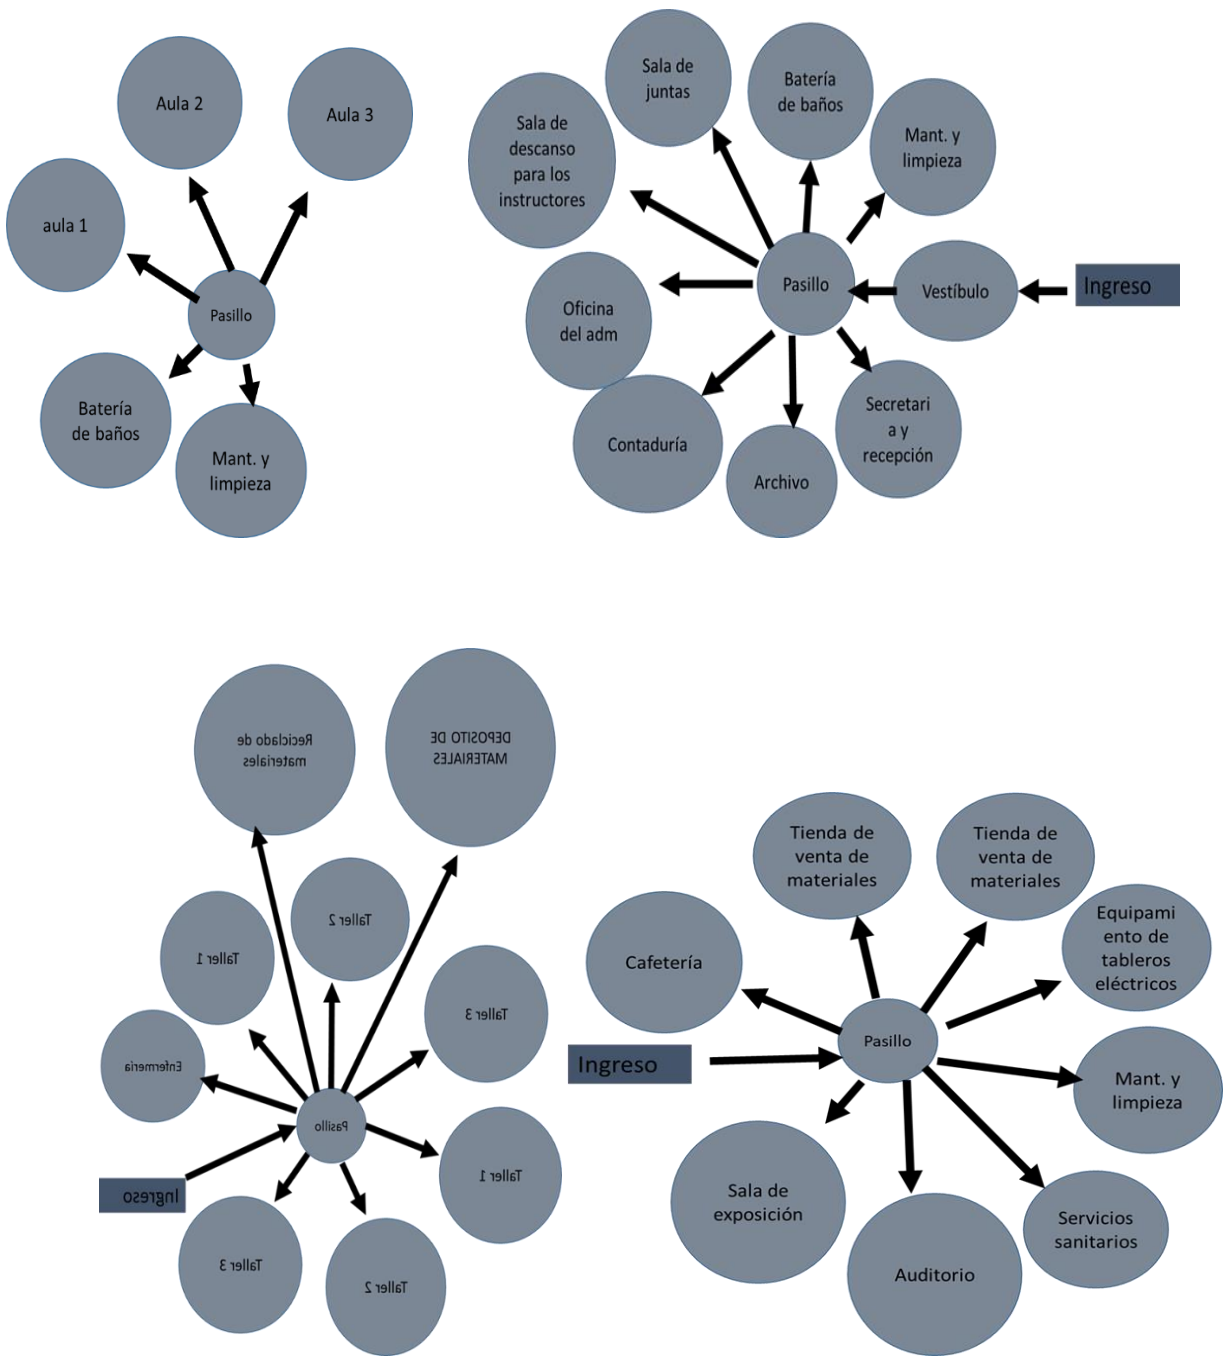 Aula 2
Aula 3
aula 1
Pasillo
Batería
de baños
Mant. y
limpieza
Sala de
juntas
Batería
de baños
Sala de
descanso
para los
instructores
Mant. y
limpieza
Pasillo
Vestíbulo
Ingreso
Oficina
del adm
Contaduría
Archivo
Secretari
a y
recepción
Reciclado de
materiales
DEPOSITO DE
MATERIALES
Taller 2
Taller 1
Taller 3
Enfermería
Pasillo
Taller 1
Ingreso
Taller 3
Taller 2
Tienda de
venta de
materiales
Tienda de
venta de
materiales
Equipami
ento de
tableros
eléctricos
Cafetería
Pasillo
Ingreso
Mant. y
limpieza
Sala de
exposición
Servicios
sanitarios
Auditorio